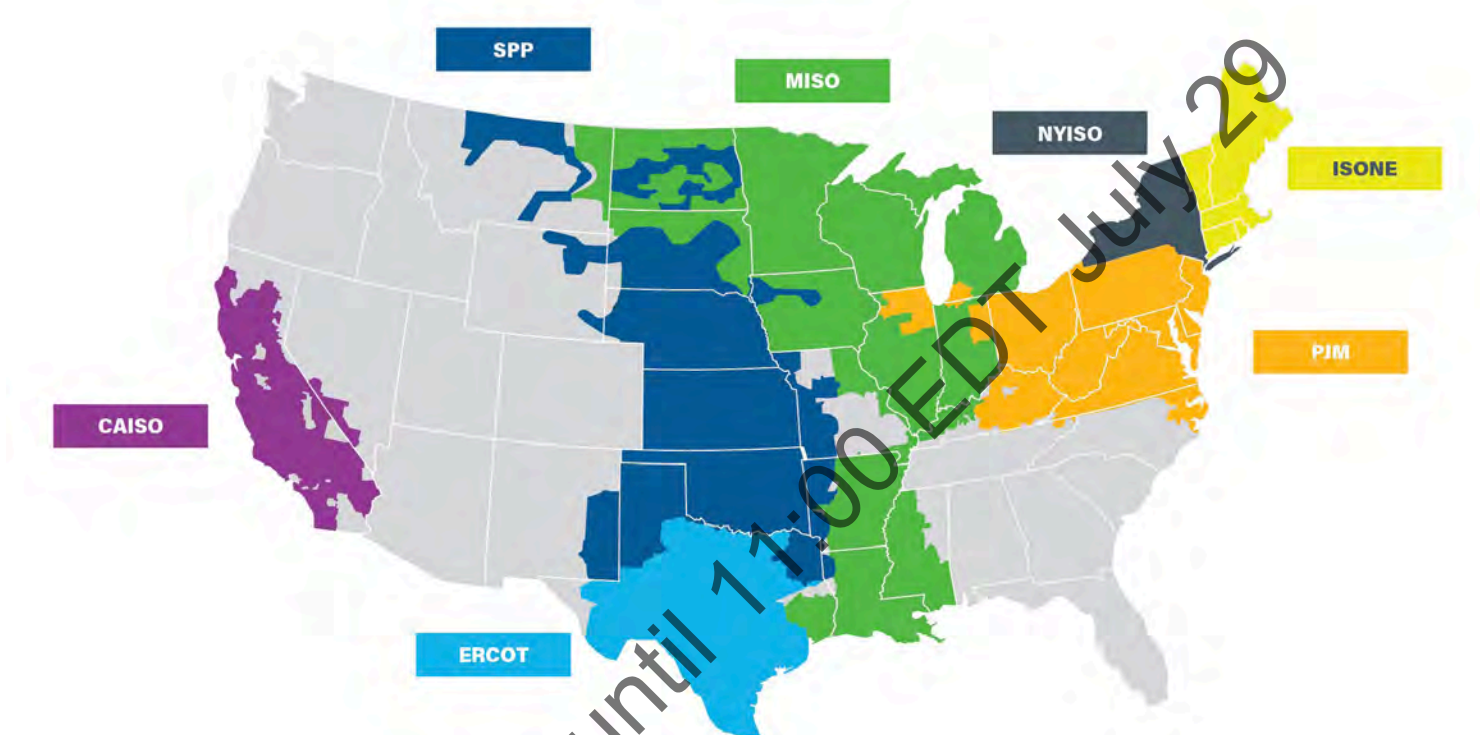 SPP
MISO
NYISO
ISONE
PJM
CAISO
ERCOT
until 11:00 EDT July 29